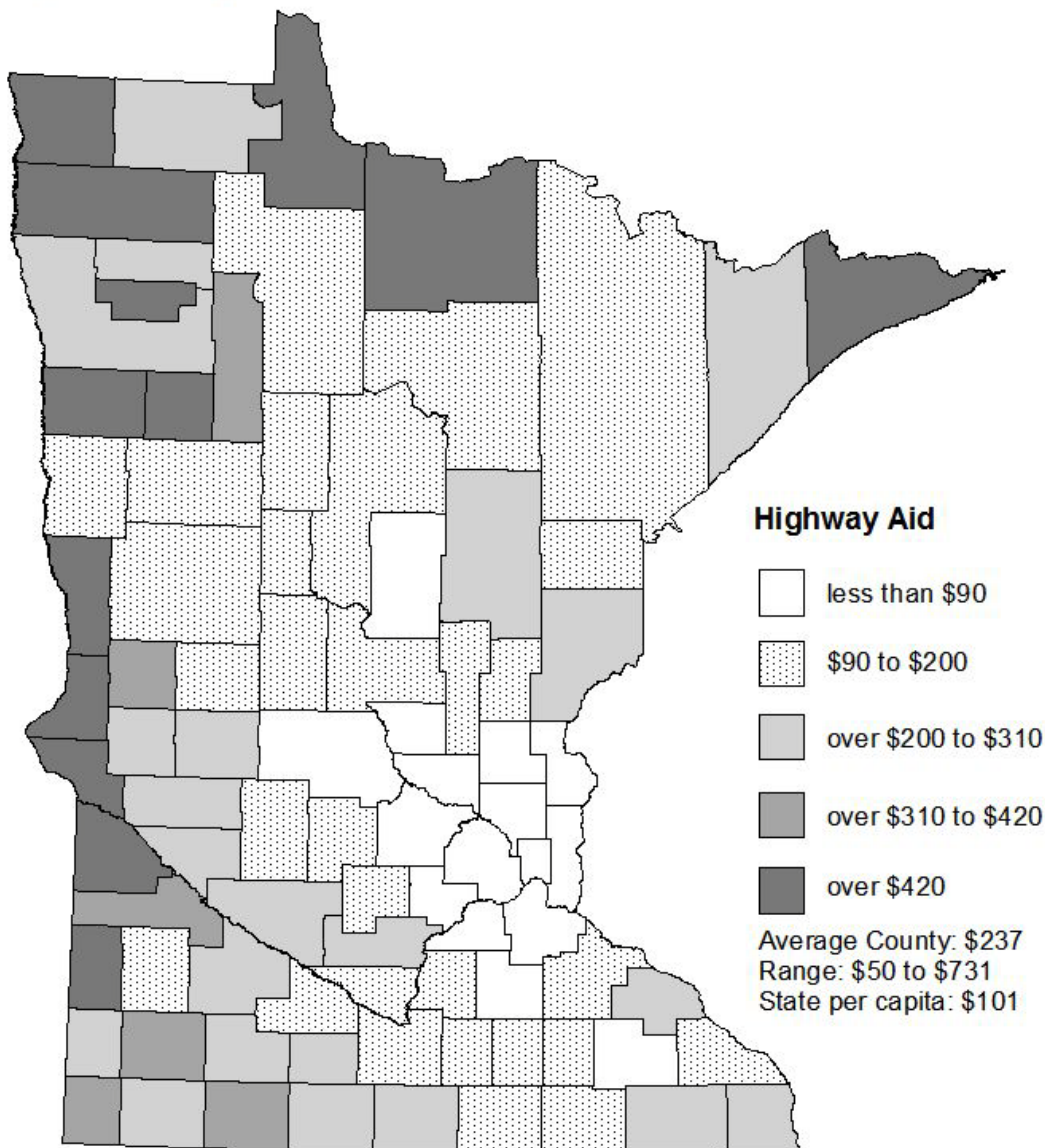 Highway Aid
less than $90
$90 to $200
over $200 to $310
over $310 to $420
over $420
Average County: $237
Range: $50 to $731
State per capita: $101